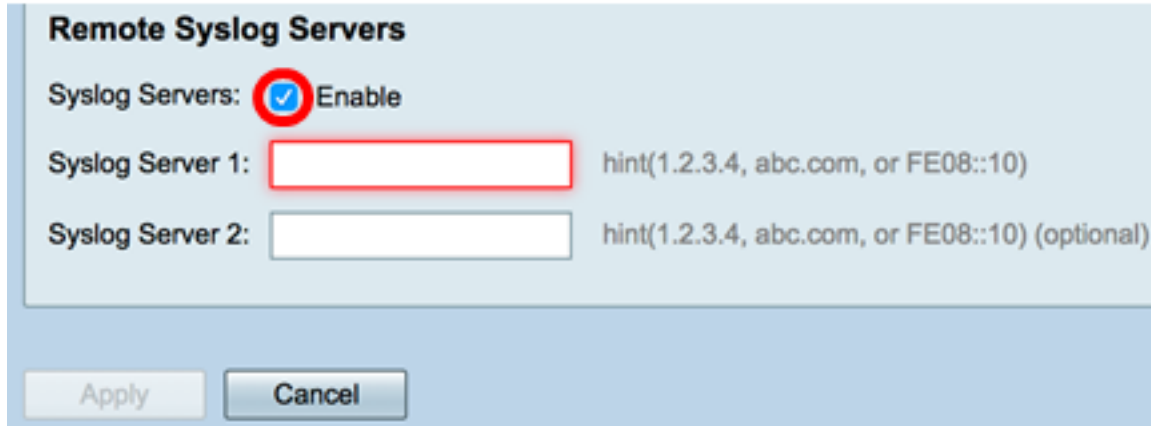 Remote Syslog Servers
Syslog Servers: Enable
Syslog Server 1: hint(1.2.3.4, abc.com, or FE08::10)
Syslog Server 2: hint(1.2.3.4, abc.com, or FE08::10) (optional)
Apply Cancel